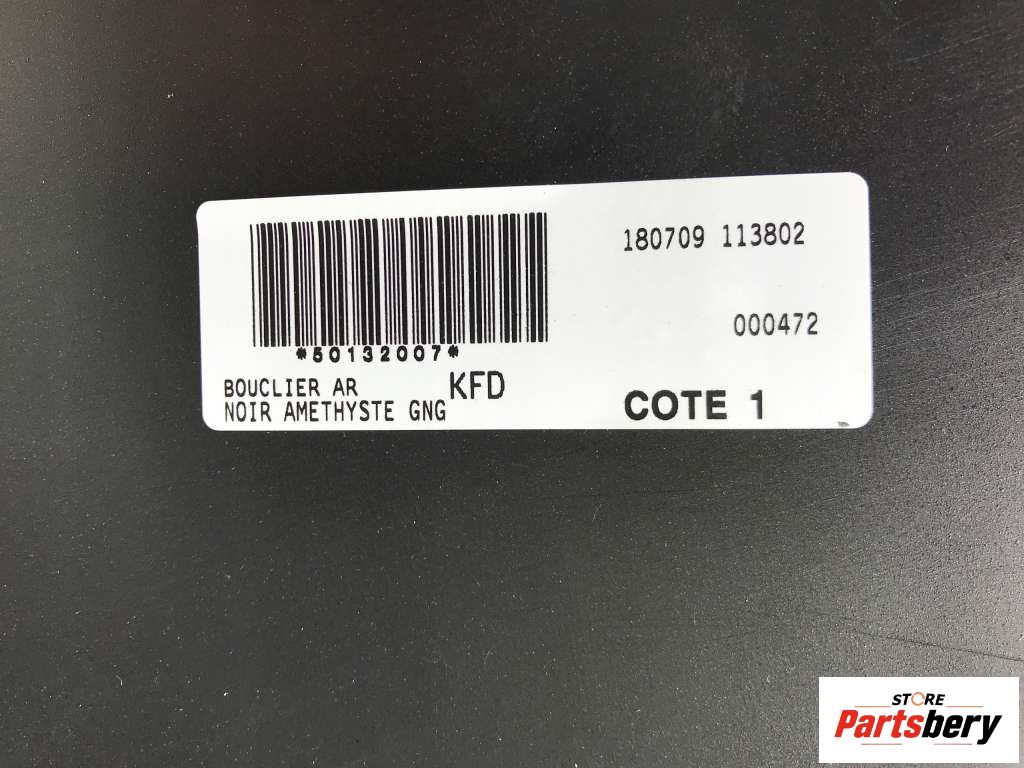 180709 113802
000472
*50132007*
BOUCLIER AR KFD
NOIR AMETHYSTE GNG
COTE 1
STORE
Partsbery